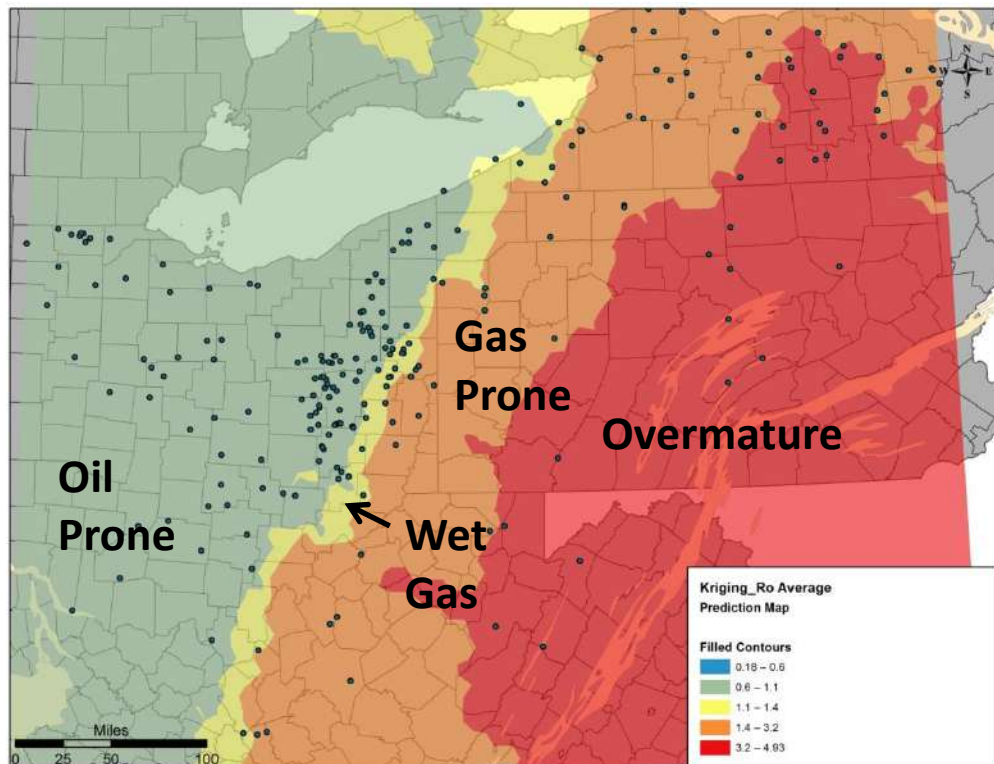 N
W E
S
Gas
Prone
Overmature
Oil
Prone
Wet
Gas
Kriging_Ro Average
Prediction Map
Filled Contours
0.18 – 0.6
0.6 – 1.1
1.1 – 1.4
1.4 – 3.2
3.2 – 4.93
Miles
0 25 50 100